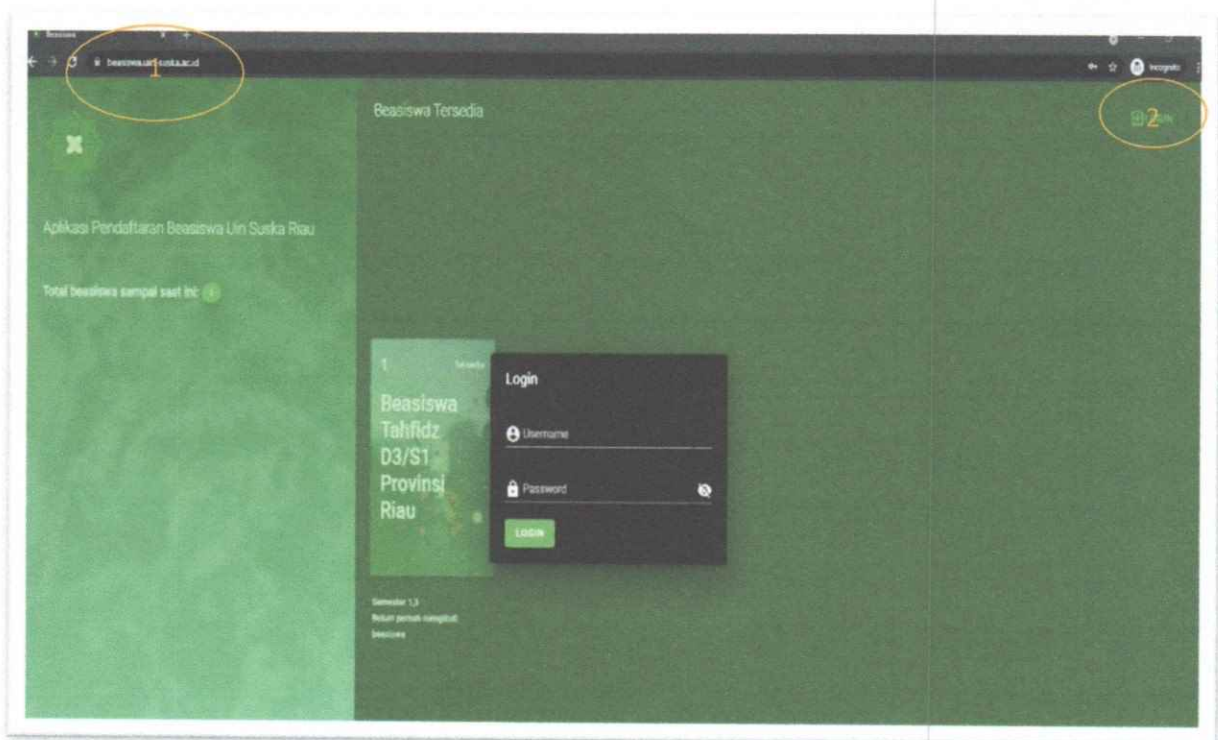 Beasiswa
beasiswa.uin-suska.ac.id
1
Incognito
Beasiswa Tersedia
2
LOGIN
Aplikasi Pendaftaran Beasiswa Uin Suska Riau
Total beasiswa sampai saat ini:
1
Tersedia
Beasiswa
Tahfidz
D3/S1
Provinsi
Riau
Login
Username
Password
LOGIN
Semester 1,3
Belum pernah mengikuti
beasiswa